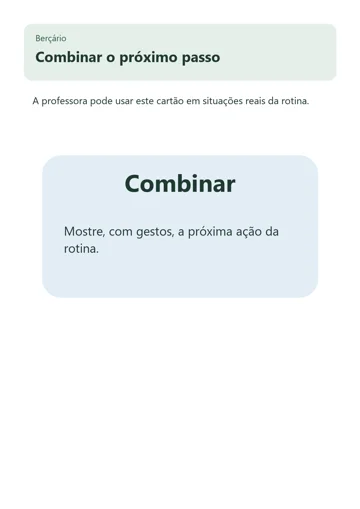 Berçário
Combinar o próximo passo
A professora pode usar este cartão em situações reais da rotina.
Combinar
Mostre, com gestos, a próxima ação da
rotina.